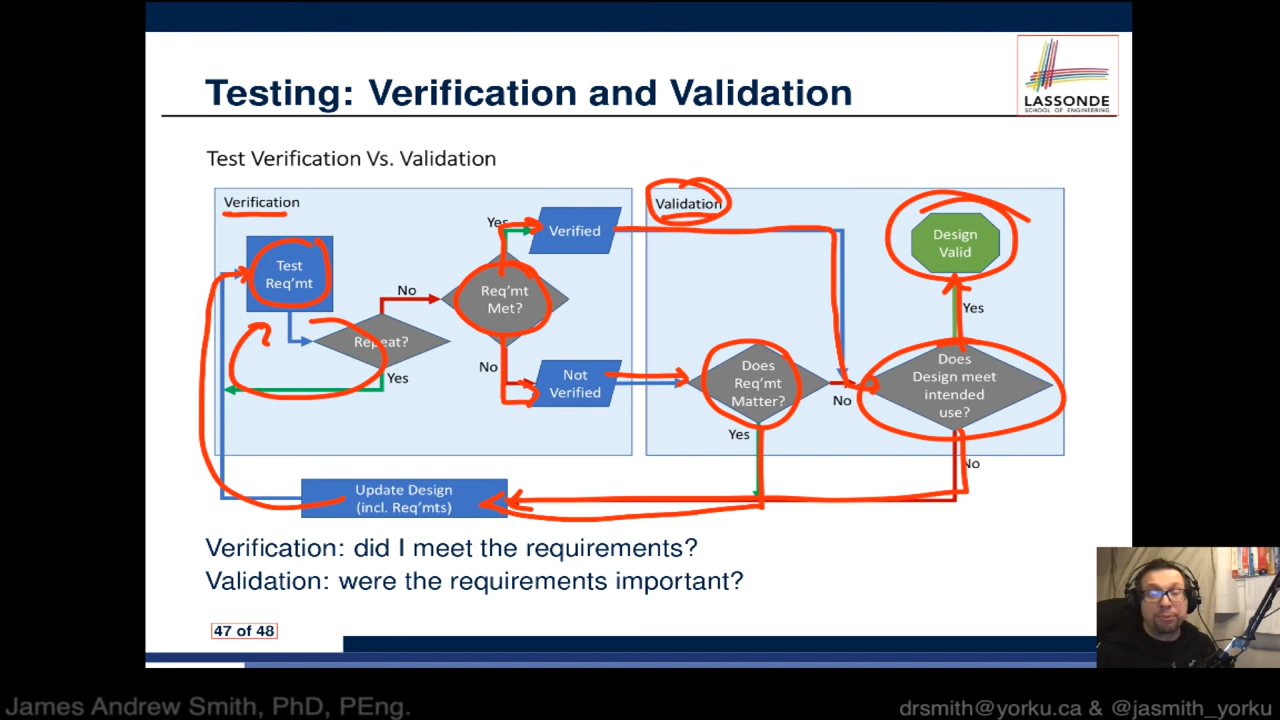 Testing: Verification and Validation
LASSONDE
SCHOOL OF ENGINEERING
Test Verification Vs. Validation
Verification
Test
Req'mt
Repeat?
No
Yes
Req'mt
Met?
Yes
No
Verified
Not
Verified
Validation
Does
Req'mt
Matter?
Yes
No
Does
Design meet
intended
use?
Yes
No
Design
Valid
Update Design
(incl. Req'mts)
Verification: did I meet the requirements?
Validation: were the requirements important?
47 of 48
James Andrew Smith, PhD, PEng.
drsmith@yorku.ca & @jasmith_yorku